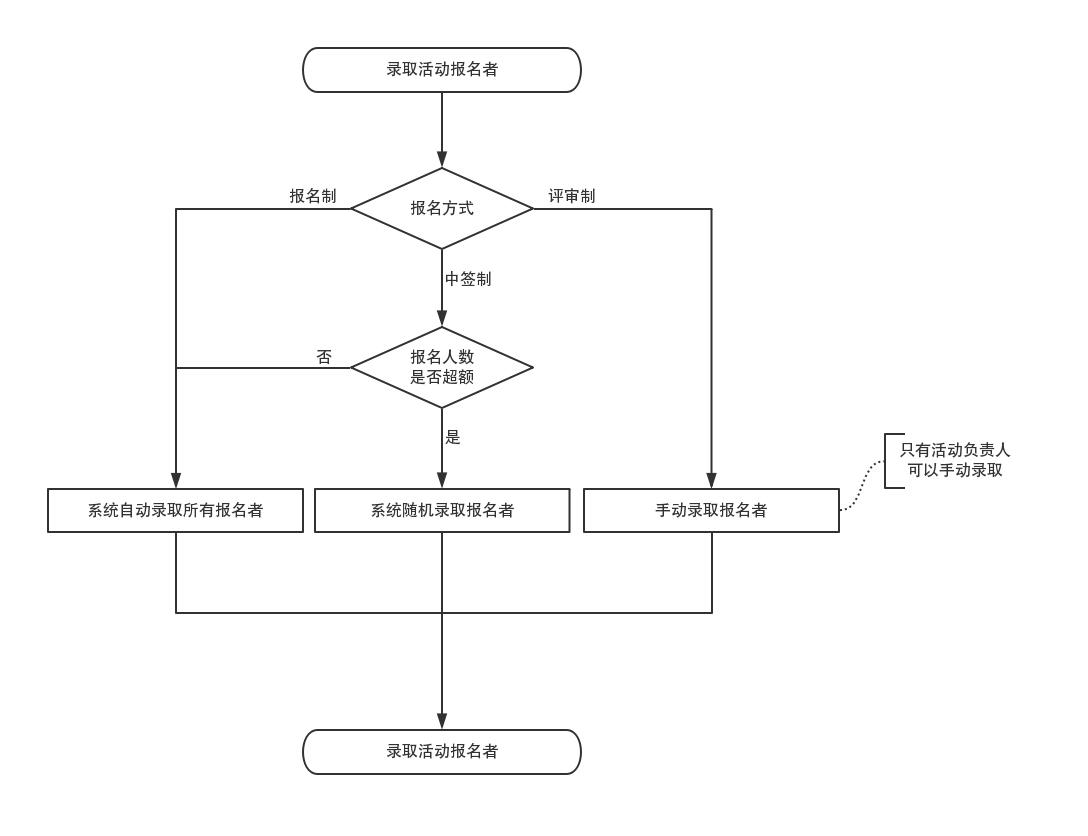 录取活动报名者
报名制
评审制
报名方式
中签制
否
报名人数
是否超额
是
只有活动负责人
可以手动录取
系统自动录取所有报名者
系统随机录取报名者
手动录取报名者
录取活动报名者